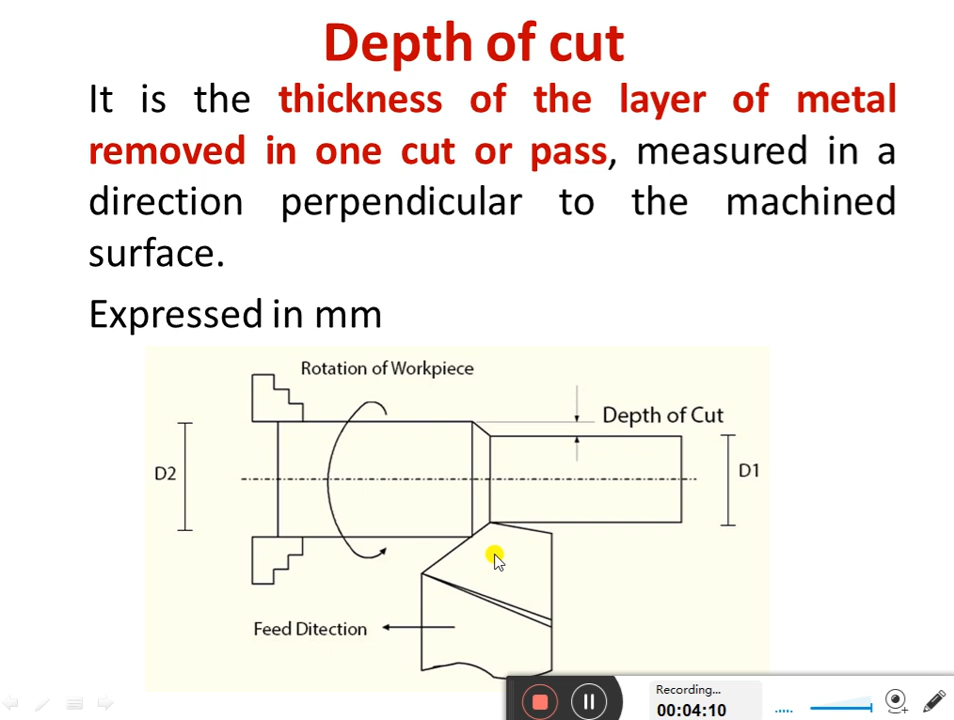 Depth of cut
It is the thickness of the layer of metal
removed in one cut or pass, measured in a
direction perpendicular to the machined
surface.
Expressed in mm
Rotation of Workpiece
Depth of Cut
D2
D1
Feed Ditection
Recording...
00:04:10